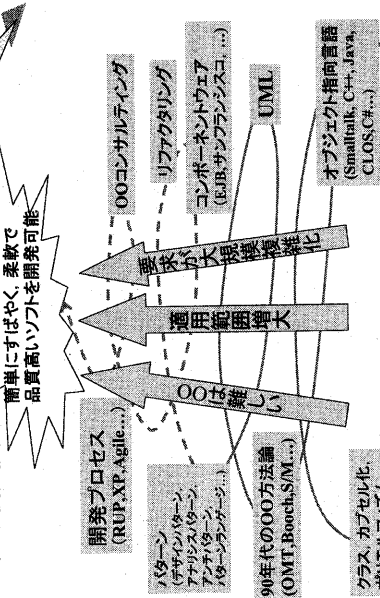 簡単にすばやく、柔軟で
品質高いソフトを開発可能
開発プロセス
(RUP,XP,Agile…)
OOコンサルティング
リファクタリング
コンポーネントウェア
(EJB,サンフランシスコ, …)
パターン
(デザインパターン,
アナリシスパターン,
アンチパターン,
パターンランゲージ…)
OOは難しい
適用範囲増大
要求が大規模複雑化
UML
90年代のOO方法論
(OMT,Booch,S/M…)
オブジェクト指向言語
(Smalltalk, C++, Java,
CLOS,C#…)
クラス、カプセル化、